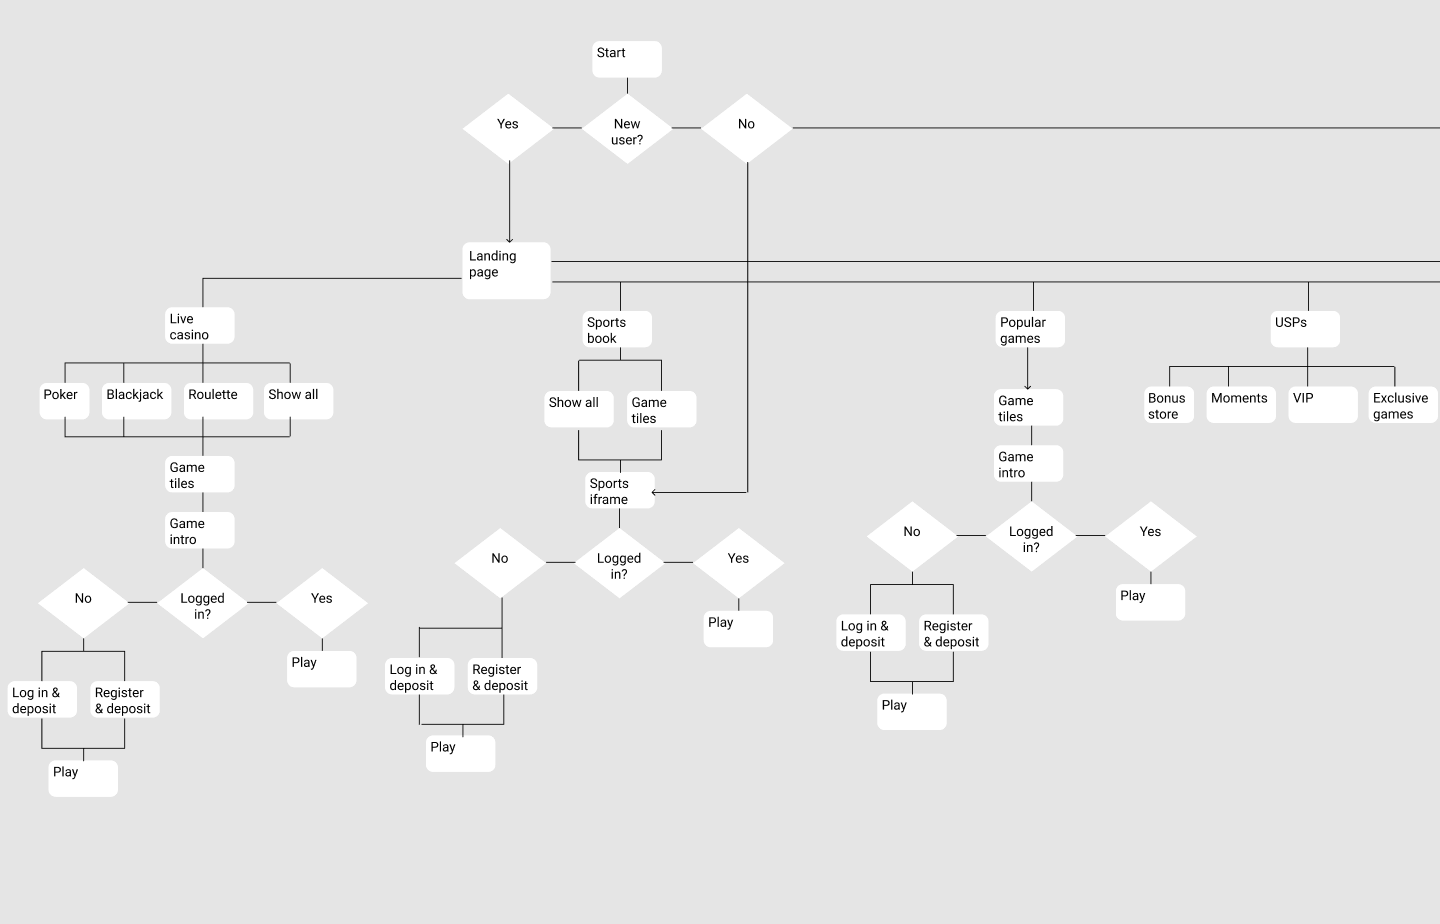 Start
Yes
New
user?
No
Landing
page
Live
casino
Sports
book
Popular
games
USPs
Poker
Blackjack
Roulette
Show all
Show all
Game
tiles
Game
tiles
Bonus
store
Moments
VIP
Exclusive
games
Game
tiles
Sports
iframe
Game
intro
Game
intro
No
Logged
in?
Yes
No
Logged
in?
Yes
No
Logged
in?
Yes
Play
Log in &
deposit
Register
& deposit
Play
Play
Log in &
deposit
Register
& deposit
Log in &
deposit
Register
& deposit
Play
Play
Play